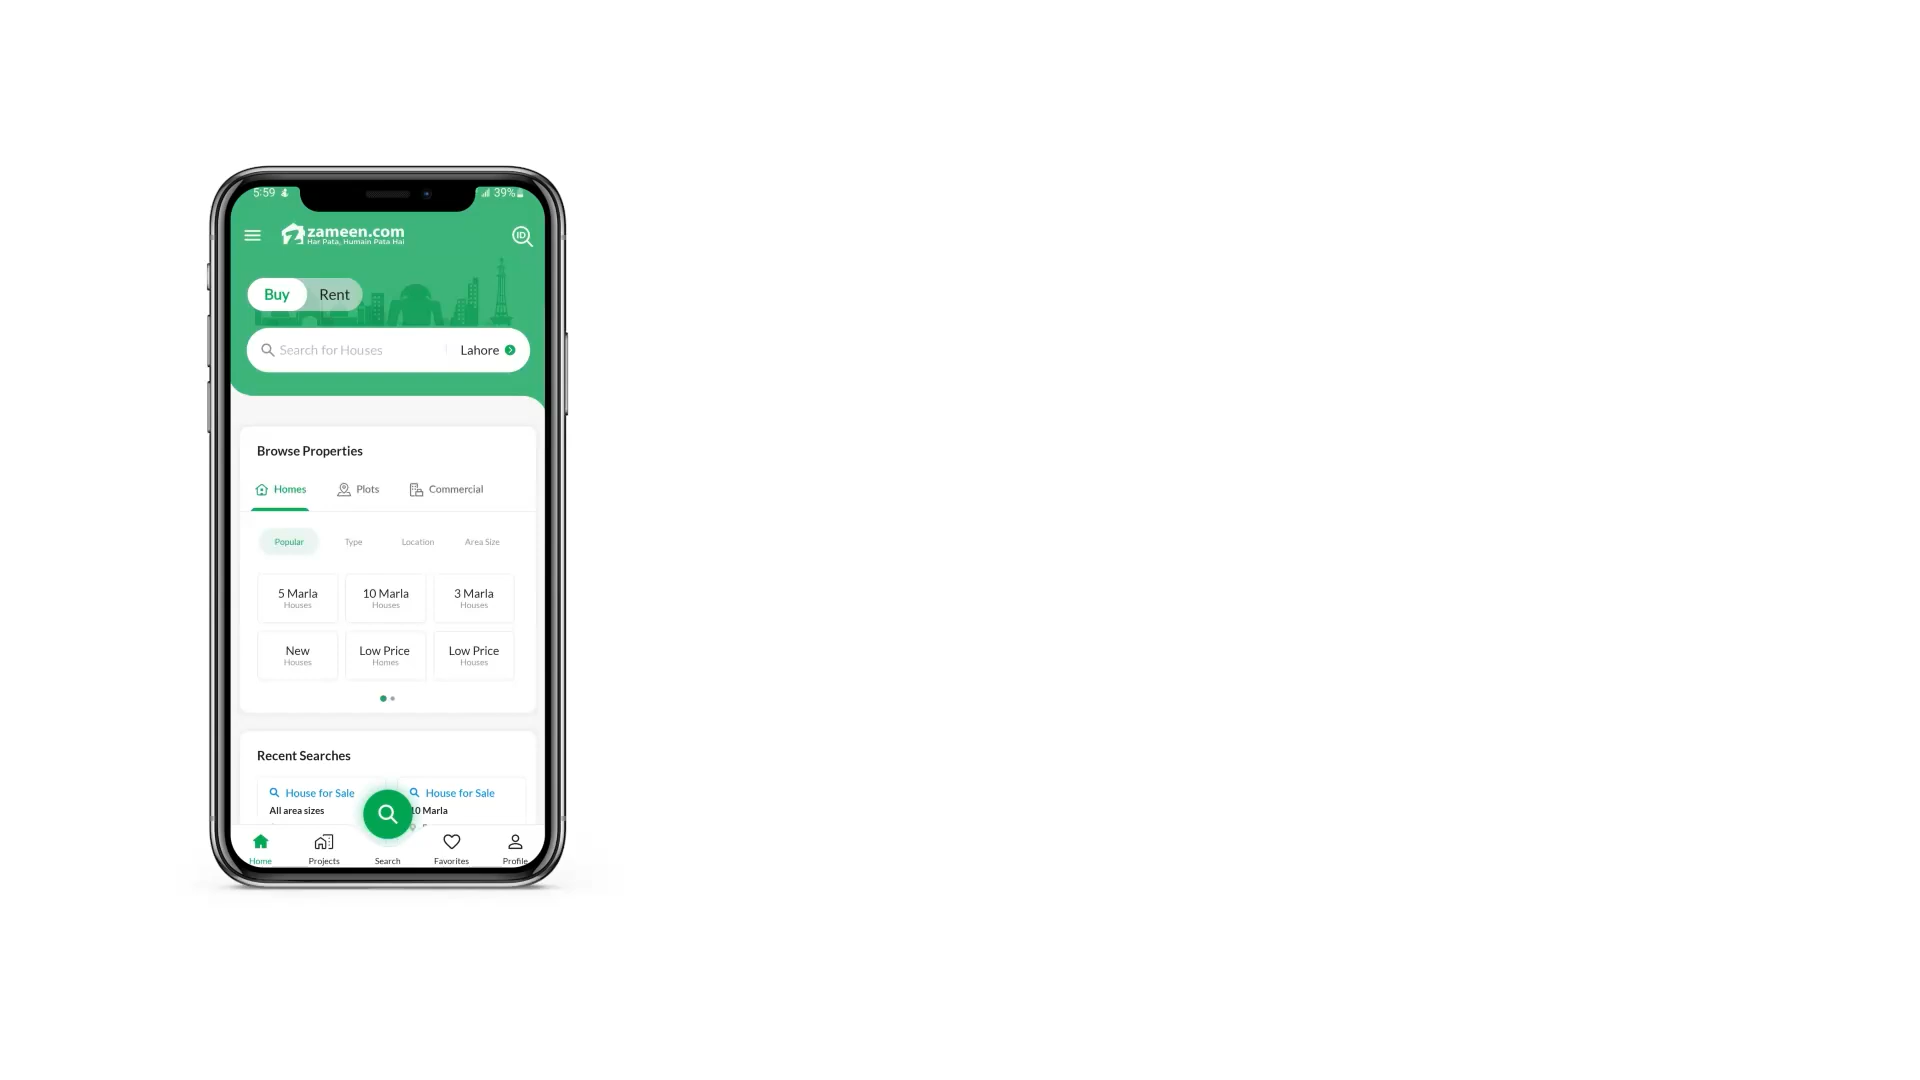 5:59
39%
zameen.com
Har Pata, Humain Pata Hai
ID
Buy Rent
Search for Houses Lahore
Browse Properties
Homes Plots Commercial
Popular Type Location Area Size
5 Marla 10 Marla 3 Marla
Houses Houses Houses
New Low Price Low Price
Houses Homes Houses
Recent Searches
House for Sale House for Sale
All area sizes 10 Marla
Home Projects Search Favorites Profile